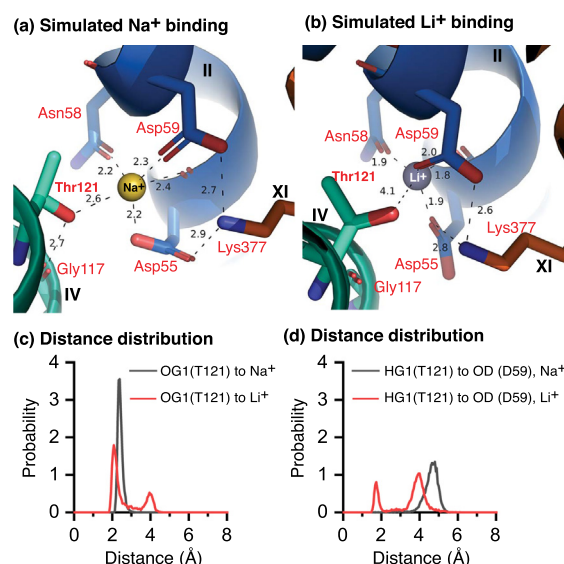 (a) Simulated Na+ binding
II
Asn58
Asp59
2.3
2.2
Na+
2.4
Thr121
2.6
2.7
2.2
XI
2.7
2.9
Lys377
Gly117
Asp55
IV
(b) Simulated Li+ binding
II
Asn58
Asp59
2.0
1.9
Li+
1.8
Thr121
4.1
1.9
2.6
IV
Lys377
2.8
Asp55
XI
Gly117
(c) Distance distribution
Probability
4
3
2
1
0
OG1(T121) to Na+
OG1(T121) to Li+
0 2 4 6 8
Distance (Å)
(d) Distance distribution
Probability
4
3
2
1
0
HG1(T121) to OD (D59), Na+
HG1(T121) to OD (D59), Li+
0 2 4 6 8
Distance (Å)